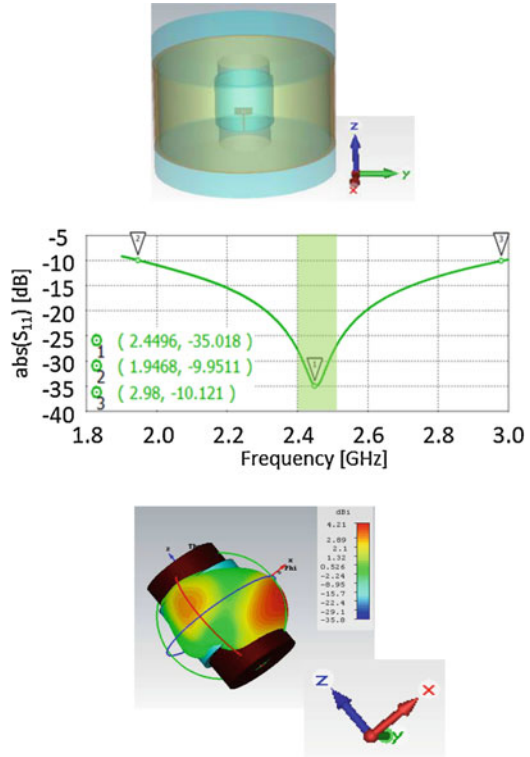 Z
Y
X
2
3
1
-5
-10
-15
-20
-25
-30
-35
-40
abs(S11) [dB]
1 ( 2.4496, -35.018 )
2 ( 1.9468, -9.9511 )
3 ( 2.98, -10.121 )
1.8 2.0 2.2 2.4 2.6 2.8 3.0
Frequency [GHz]
dBi
4.21
2.89
2.1
1.32
0.526
-2.24
-8.95
-15.7
-22.4
-29.1
-35.8
z
x
Phi
Z
X
Y